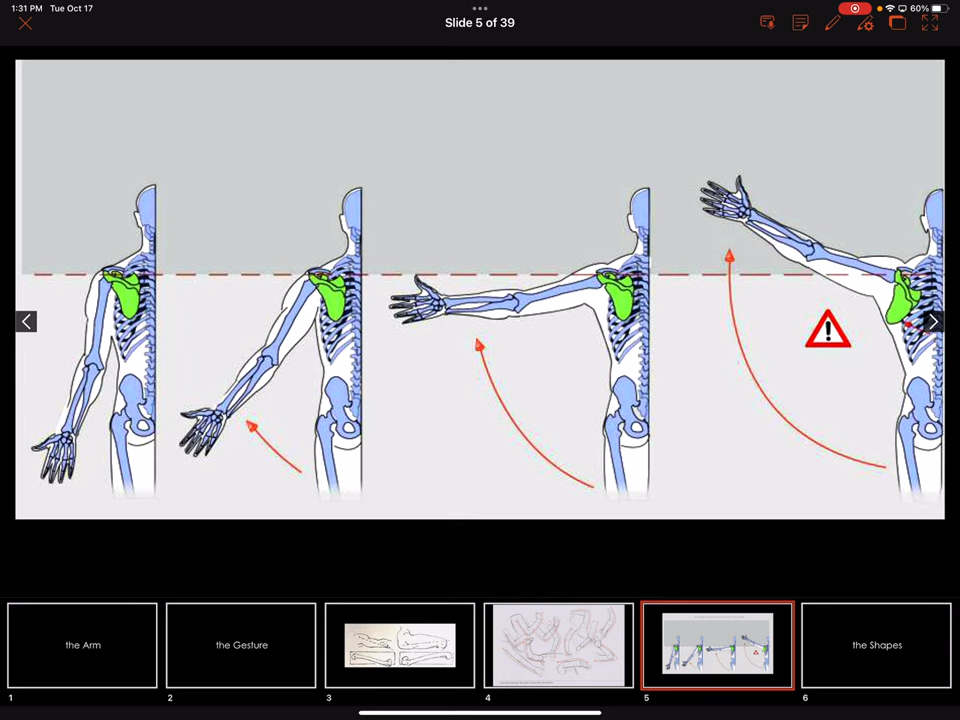 1:31 PM Tue Oct 17
60%
Slide 5 of 39
the Arm
the Gesture
the Shapes
1
2
3
4
5
6